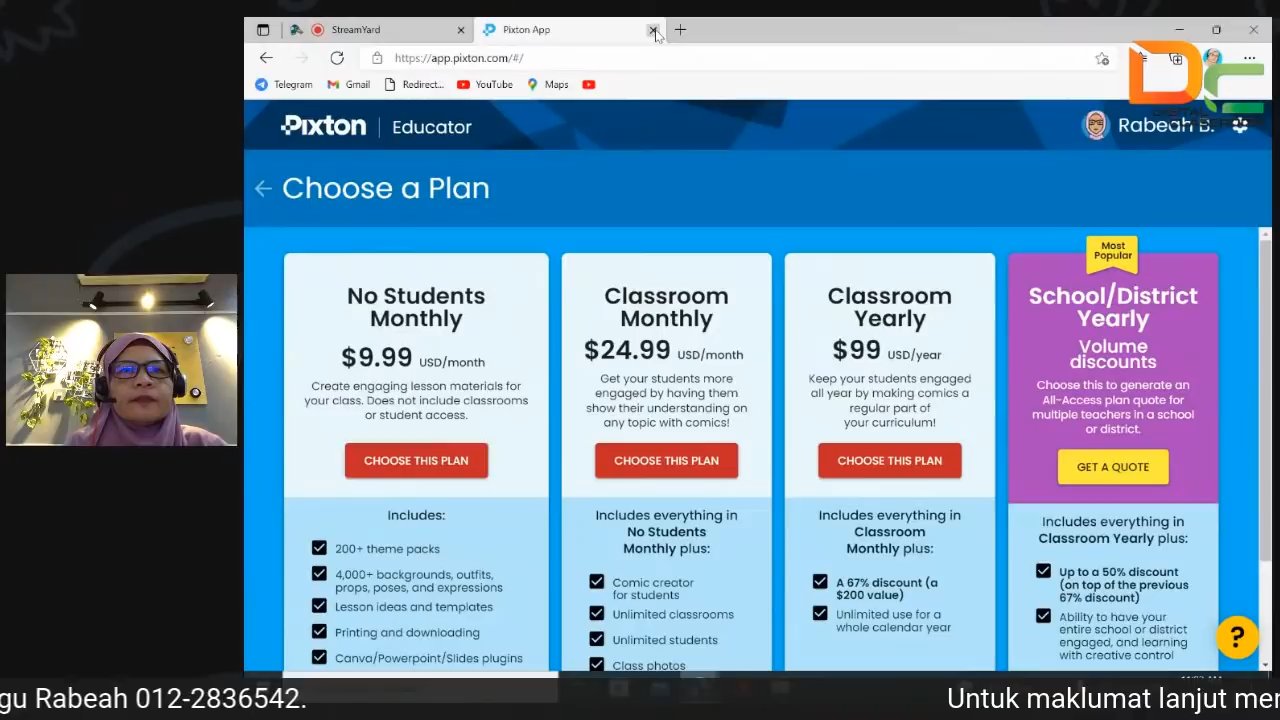 StreamYard
Pixton App
https://app.pixton.com/#/
Telegram
Gmail
Redirect...
YouTube
Maps
Pixton
Educator
Rabeah B.
Choose a Plan
No Students
Monthly
$9.99 USD/month
Create engaging lesson materials for
your class. Does not include classrooms
or student access.
CHOOSE THIS PLAN
Includes:
200+ theme packs
4,000+ backgrounds, outfits,
props, poses, and expressions
Lesson ideas and templates
Printing and downloading
Canva/Powerpoint/Slides plugins
Classroom
Monthly
$24.99 USD/month
Get your students more
engaged by having them
show their understanding on
any topic with comics!
CHOOSE THIS PLAN
Includes everything in
No Students
Monthly plus:
Comic creator
for students
Unlimited classrooms
Unlimited students
Class photos
Classroom
Yearly
$99 USD/year
Keep your students engaged
all year by making comics a
regular part of
your curriculum!
CHOOSE THIS PLAN
Includes everything in
Classroom
Monthly plus:
A 67% discount (a
$200 value)
Unlimited use for a
whole calendar year
Most
Popular
School/District
Yearly
Volume
discounts
Choose this to generate an
All-Access plan quote for
multiple teachers in a school
or district.
GET A QUOTE
Includes everything in
Classroom Yearly plus:
Up to a 50% discount
(on top of the previous
67% discount)
Ability to have your
entire school or district
engaged, and learning
with creative control
?
gu Rabeah 012-2836542.
Untuk maklumat lanjut mer